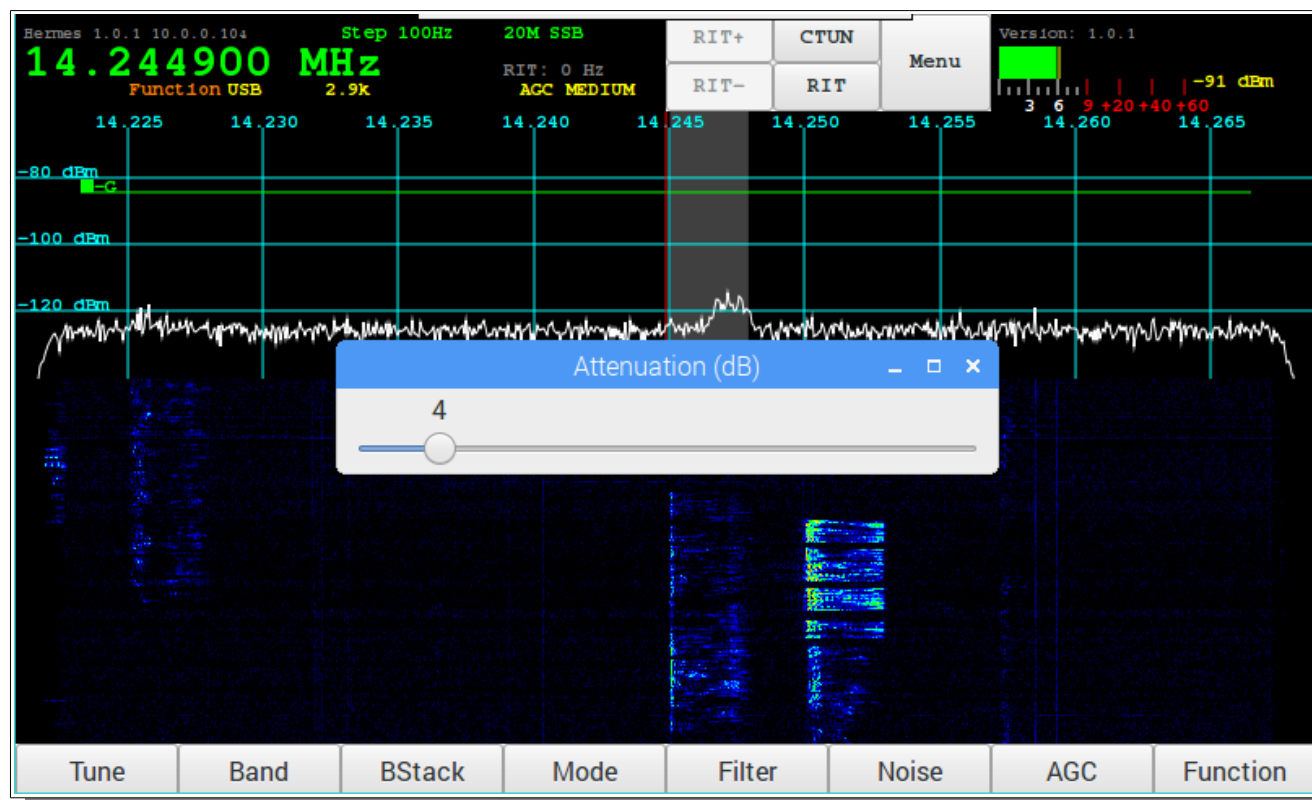 Hermes 1.0.1 10.0.0.104 Step 100Hz 20M SSB RIT+ CTUN Menu Version: 1.0.1
14.244900 MHz RIT: 0 Hz RIT- RIT -91 dBm
Function USB 2.9k AGC MEDIUM 3 6 9 +20 +40 +60
14.225 14.230 14.235 14.240 14.245 14.250 14.255 14.260 14.265
-80 dBm
-G
-100 dBm
-120 dBm
Attenuation (dB)
4
Tune Band BStack Mode Filter Noise AGC Function